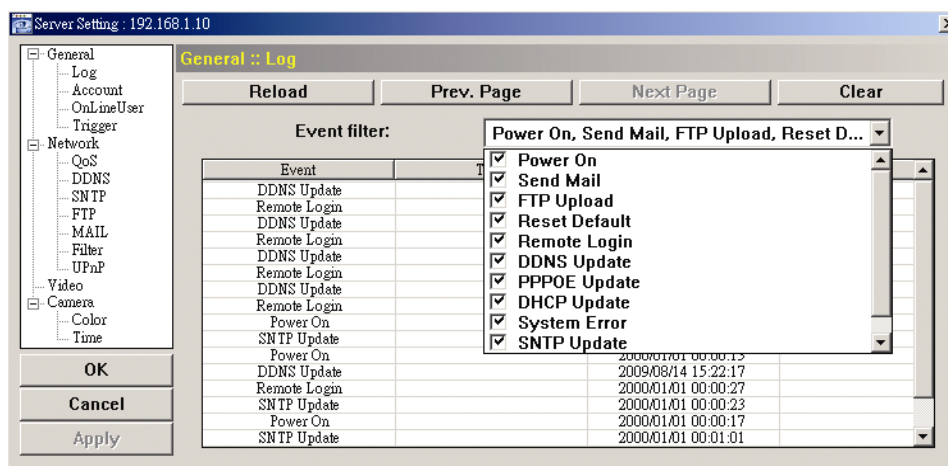 Server Setting : 192.168.1.10
General
Log
Account
OnLineUser
Trigger
Network
QoS
DDNS
SNTP
FTP
MAIL
Filter
UPnP
Video
Camera
Color
Time
OK
Cancel
Apply
General :: Log
Reload Prev. Page Next Page Clear
Event filter: Power On, Send Mail, FTP Upload, Reset D...
Power On
Send Mail
FTP Upload
Reset Default
Remote Login
DDNS Update
PPPOE Update
DHCP Update
System Error
SNTP Update
Event
DDNS Update
Remote Login
DDNS Update
Remote Login
DDNS Update
Remote Login
DDNS Update
Remote Login
Power On
SNTP Update
Power On 2000/01/01 00:00:13
DDNS Update 2009/08/14 15:22:17
Remote Login 2000/01/01 00:00:27
SNTP Update 2000/01/01 00:00:23
Power On 2000/01/01 00:00:17
SNTP Update 2000/01/01 00:01:01